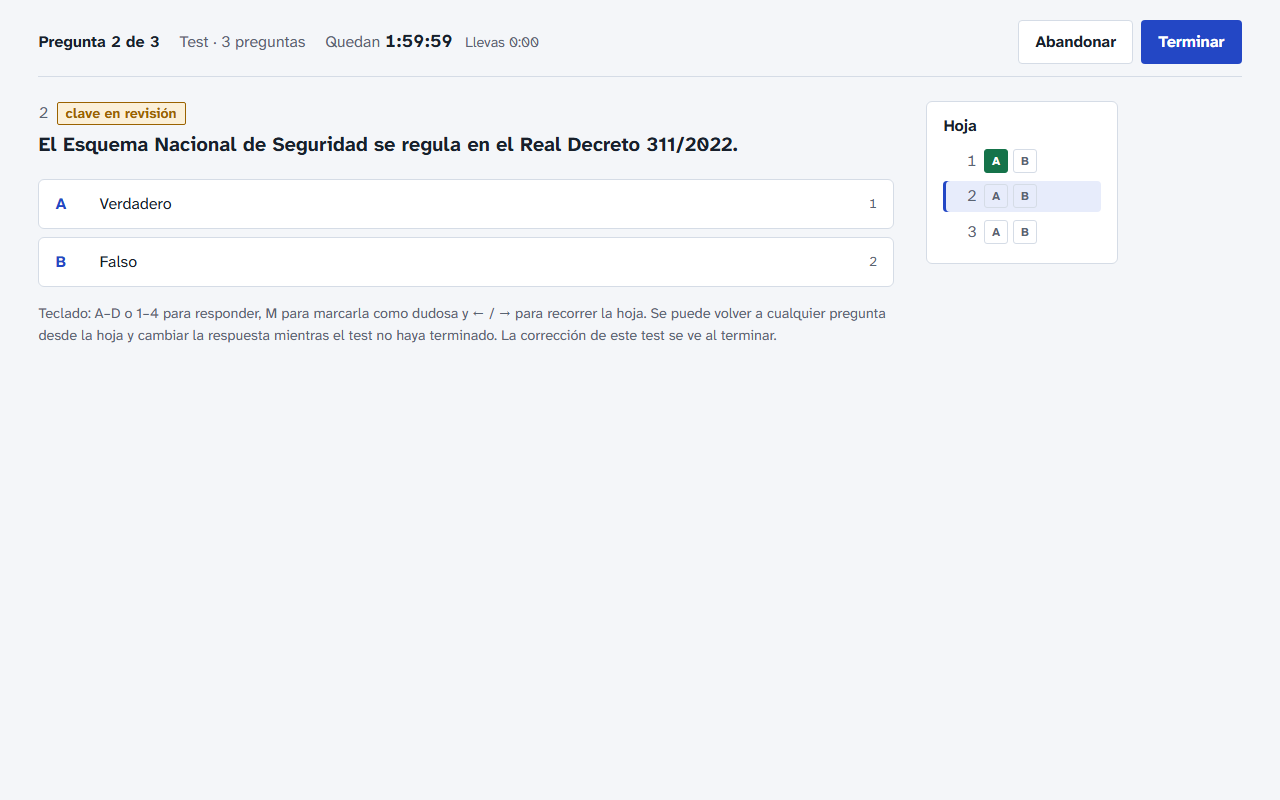 Pregunta 2 de 3 Test · 3 preguntas Quedan 1:59:59 Llevas 0:00 Abandonar Terminar
2 clave en revisión
El Esquema Nacional de Seguridad se regula en el Real Decreto 311/2022.
A Verdadero 1
B Falso 2
Teclado: A–D o 1–4 para responder, M para marcarla como dudosa y ← / → para recorrer la hoja. Se puede volver a cualquier pregunta
desde la hoja y cambiar la respuesta mientras el test no haya terminado. La corrección de este test se ve al terminar.
Hoja
1 A B
2 A B
3 A B